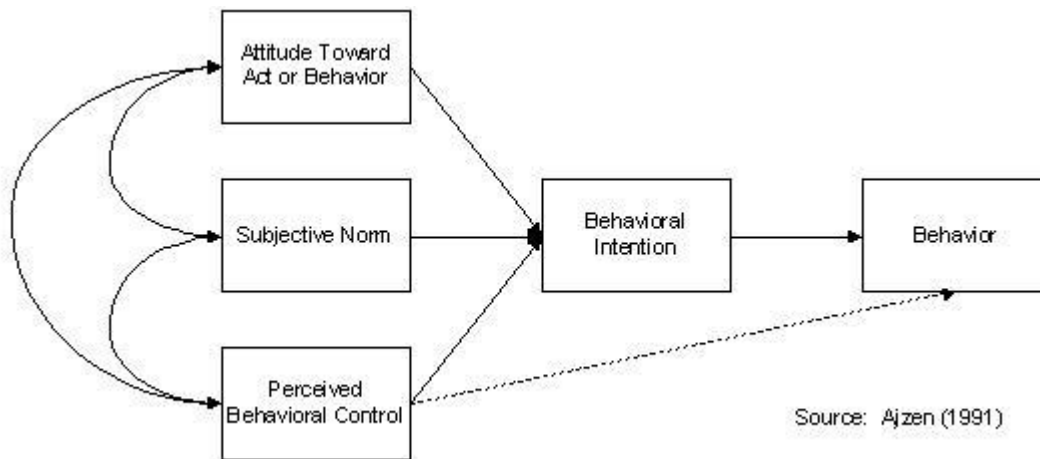 Attitude Toward
Act or Behavior
Subjective Norm
Behavioral
Intention
Behavior
Perceived
Behavioral Control
Source: Ajzen (1991)